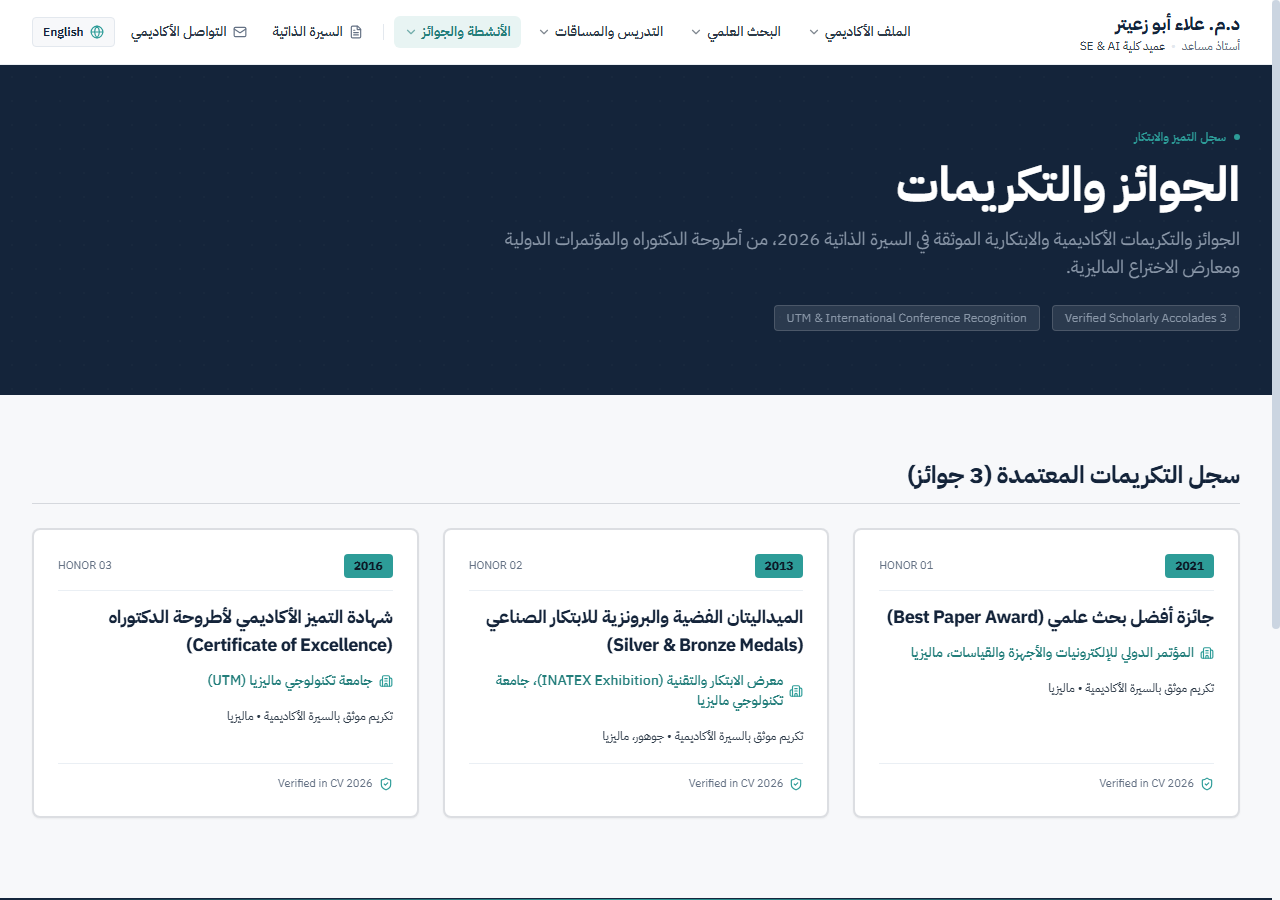 د.م. علاء أبو زعيتر
أستاذ مساعد · عميد كلية SE & AI
الملف الأكاديمي
البحث العلمي
التدريس والمساقات
الأنشطة والجوائز
السيرة الذاتية
التواصل الأكاديمي
English
سجل التميز والابتكار
الجوائز والتكريمات
الجوائز والتكريمات الأكاديمية والابتكارية الموثقة في السيرة الذاتية 2026، من أطروحة الدكتوراه والمؤتمرات الدولية
ومعارض الاختراع الماليزية.
Verified Scholarly Accolades 3
UTM & International Conference Recognition
سجل التكريمات المعتمدة (3 جوائز)
2021
HONOR 01
جائزة أفضل بحث علمي (Best Paper Award)
المؤتمر الدولي للإلكترونيات والأجهزة والقياسات، ماليزيا
تكريم موثق بالسيرة الأكاديمية • ماليزيا
Verified in CV 2026
2013
HONOR 02
الميداليتان الفضية والبرونزية للابتكار الصناعي
(Silver & Bronze Medals)
معرض الابتكار والتقنية (INATEX Exhibition)، جامعة
تكنولوجي ماليزيا
تكريم موثق بالسيرة الأكاديمية • جوهور، ماليزيا
Verified in CV 2026
2016
HONOR 03
شهادة التميز الأكاديمي لأطروحة الدكتوراه
(Certificate of Excellence)
جامعة تكنولوجي ماليزيا (UTM)
تكريم موثق بالسيرة الأكاديمية • ماليزيا
Verified in CV 2026